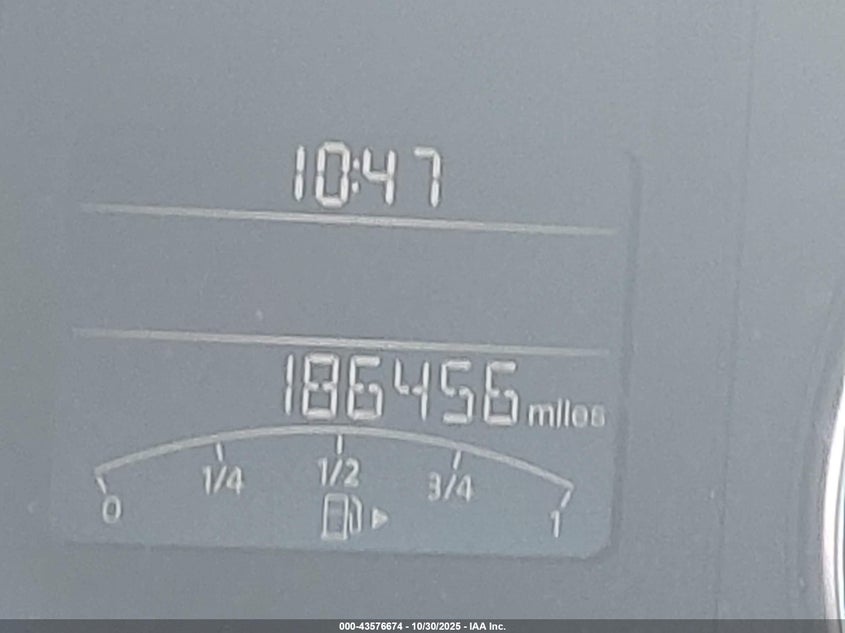 10:47
186456 miles
0 1/4 1/2 3/4 1
000-43576674 - 10/30/2025 - IAA Inc.